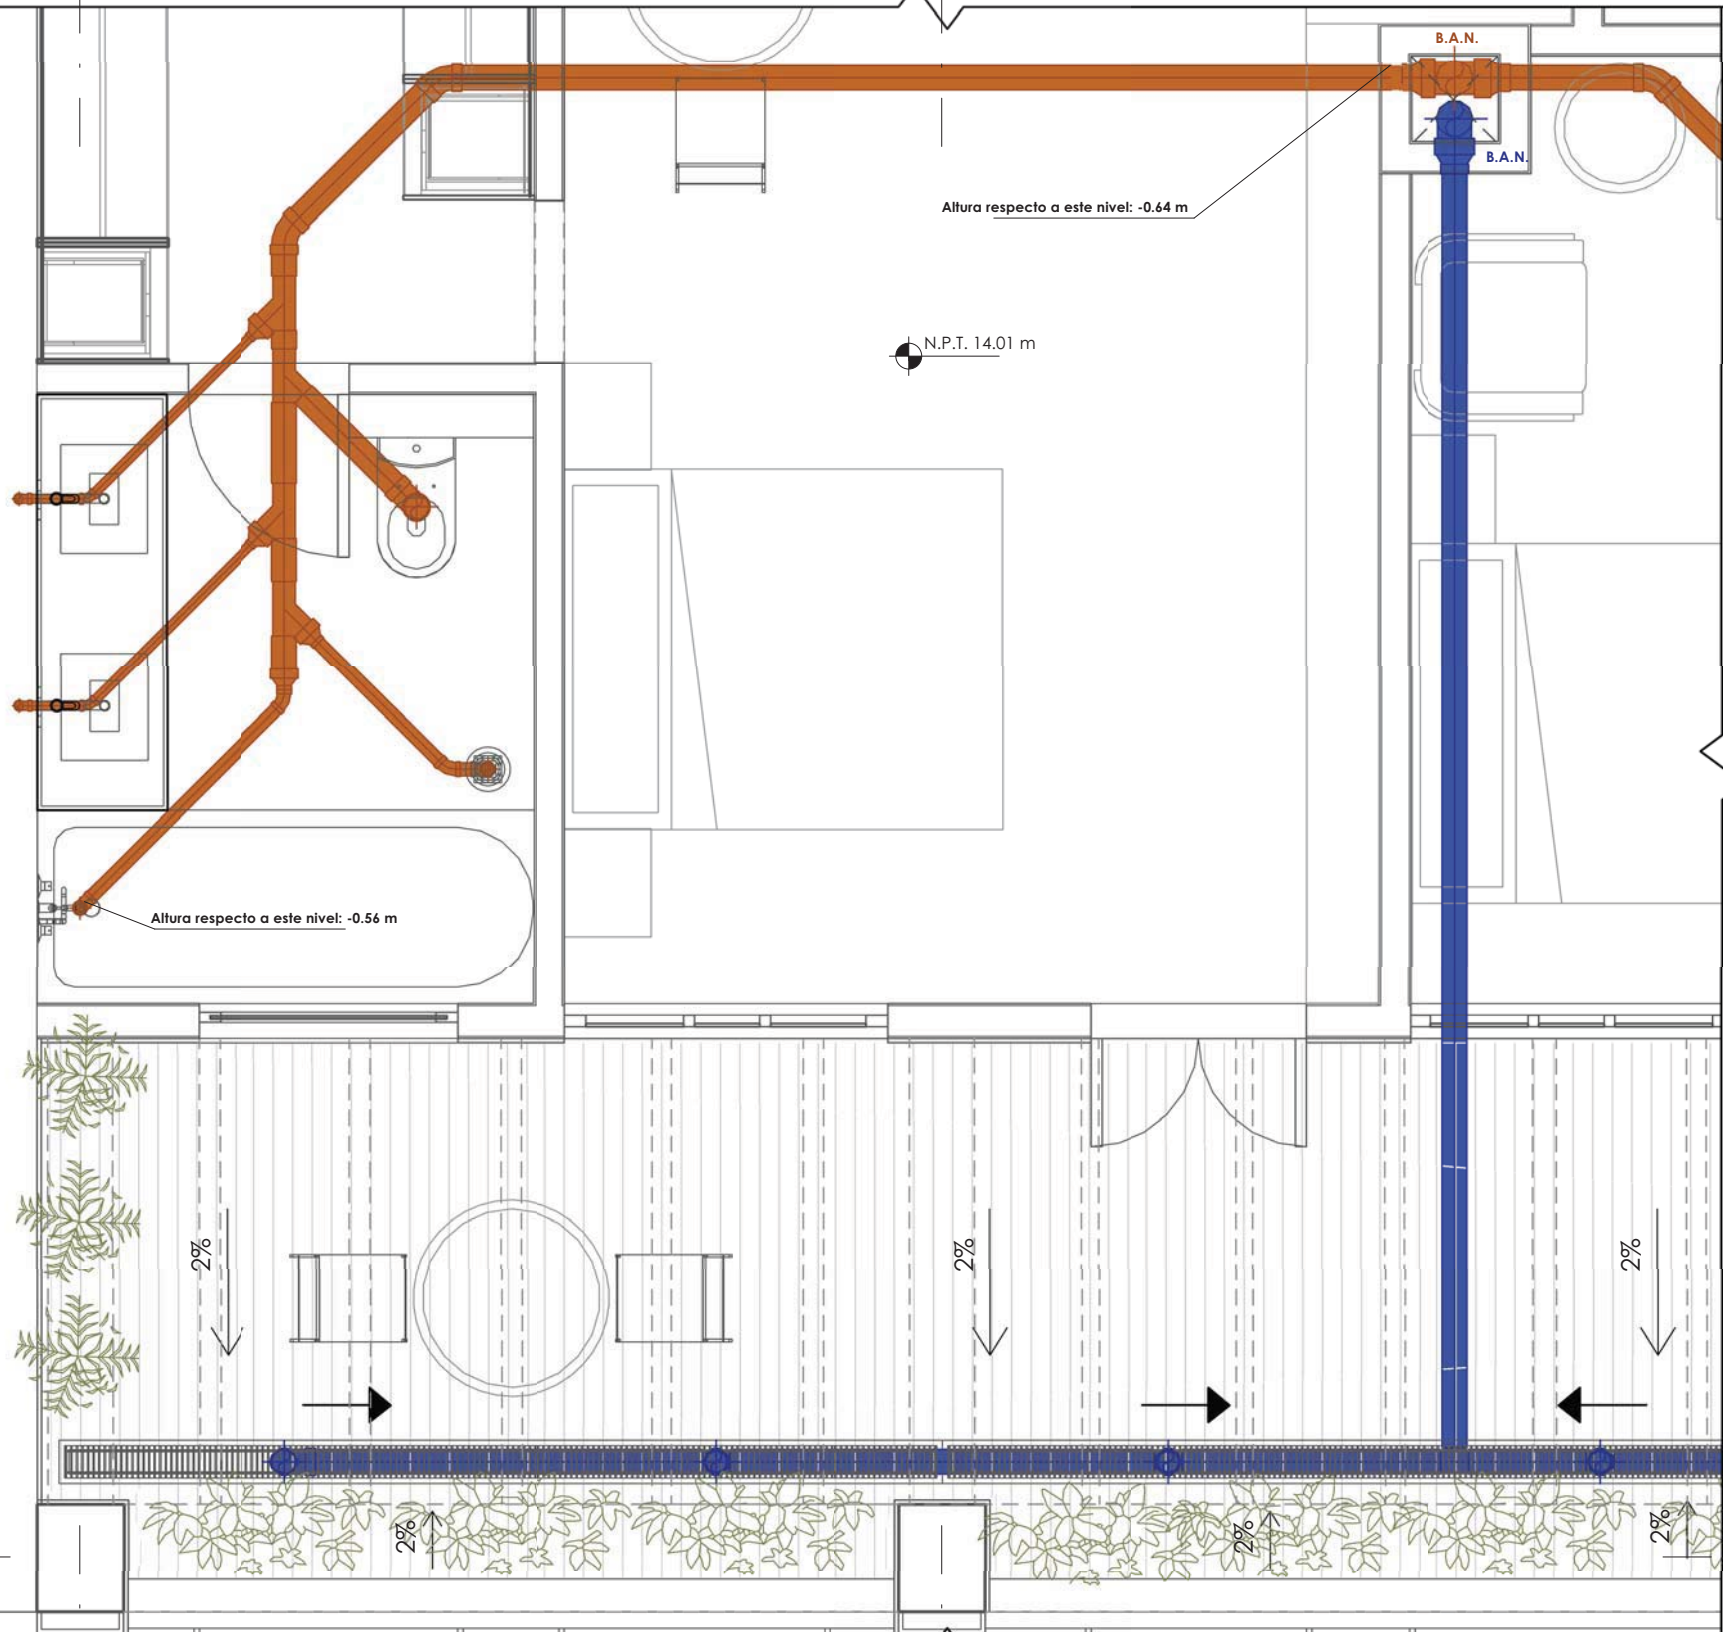 B.A.N.
B.A.N.
Altura respecto a este nivel: -0.64 m
N.P.T. 14.01 m
Altura respecto a este nivel: -0.56 m
2%
2%
2%
2%
2%
2%